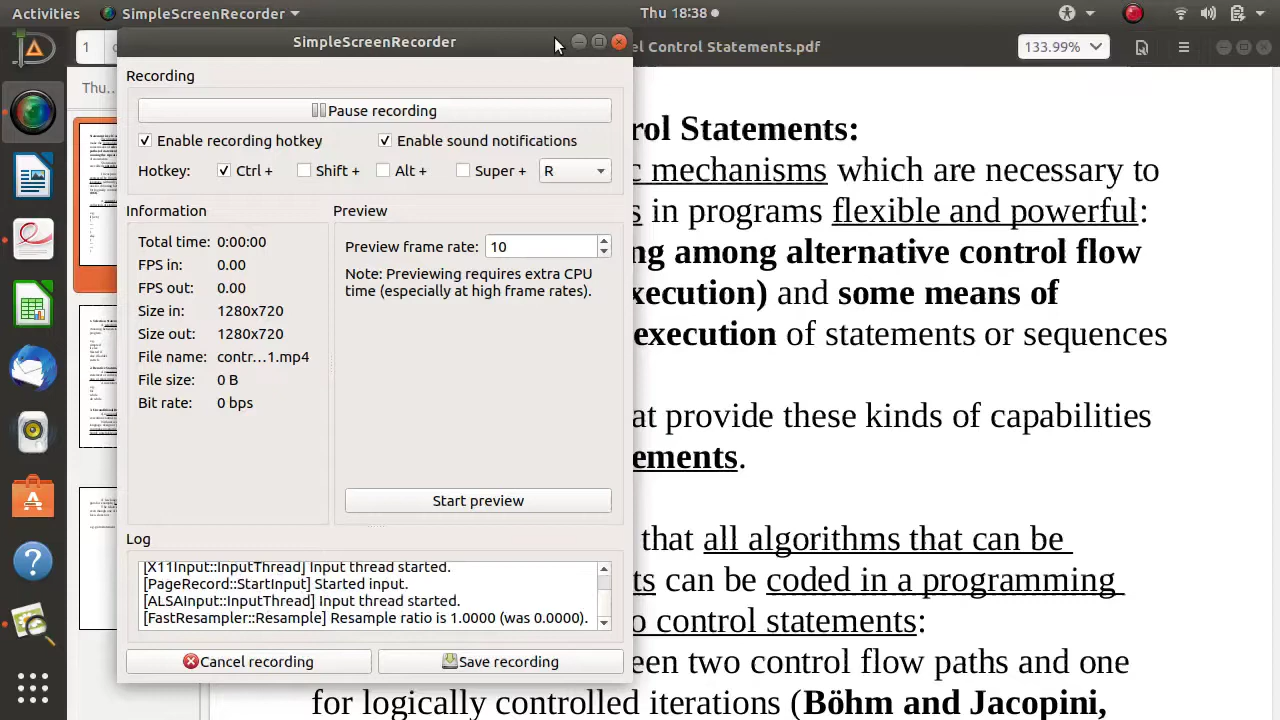 Activities
SimpleScreenRecorder
Thu 18:38
SimpleScreenRecorder
1
el Control Statements.pdf
133.99%
Thu…
Recording
Pause recording
Enable recording hotkey
Enable sound notifications
Hotkey: Ctrl + Shift + Alt + Super + R
Information
Total time: 0:00:00
FPS in: 0.00
FPS out: 0.00
Size in: 1280x720
Size out: 1280x720
File name: contr…1.mp4
File size: 0 B
Bit rate: 0 bps
Preview
Preview frame rate: 10
Note: Previewing requires extra CPU
time (especially at high frame rates).
Start preview
Log
[X11Input::InputThread] Input thread started.
[PageRecord::StartInput] Started input.
[ALSAInput::InputThread] Input thread started.
[FastResampler::Resample] Resample ratio is 1.0000 (was 0.0000).
Cancel recording
Save recording
rol Statements:
c mechanisms which are necessary to
s in programs flexible and powerful:
ng among alternative control flow
xecution) and some means of
execution of statements or sequences
at provide these kinds of capabilities
ements.
that all algorithms that can be
ts can be coded in a programming
o control statements:
een two control flow paths and one
for logically controlled iterations (Böhm and Jacopini,